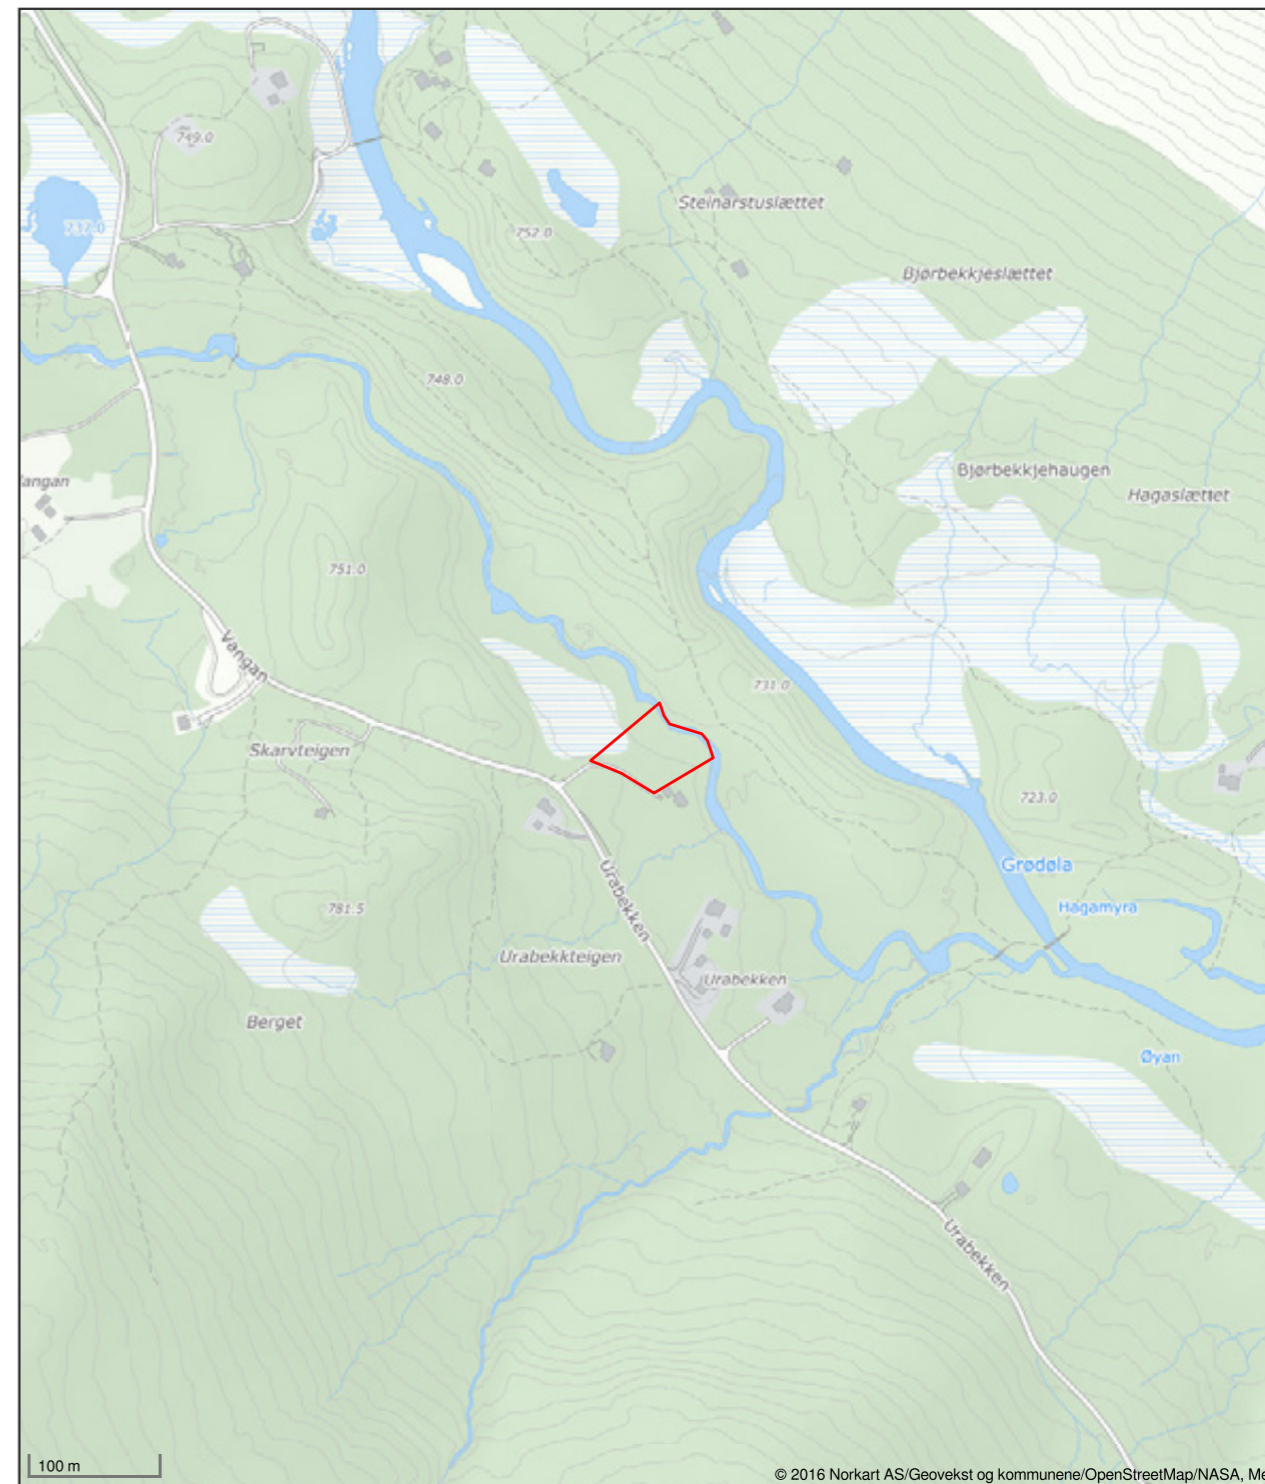 749.0
Steinarstuslættet
737.0
752.0
Bjørbekkjeslættet
748.0
Bjørbekkjehaugen
angan
Hagaslættet
751.0
Vangan
731.0
Skarvteigen
723.0
Grødøla
Urabekken
781.5
Hagamyra
Urabekkteigen
Urabekken
Berget
Øyan
Urabekken
100 m
© 2016 Norkart AS/Geovekst og kommunene/OpenStreetMap/NASA, Me